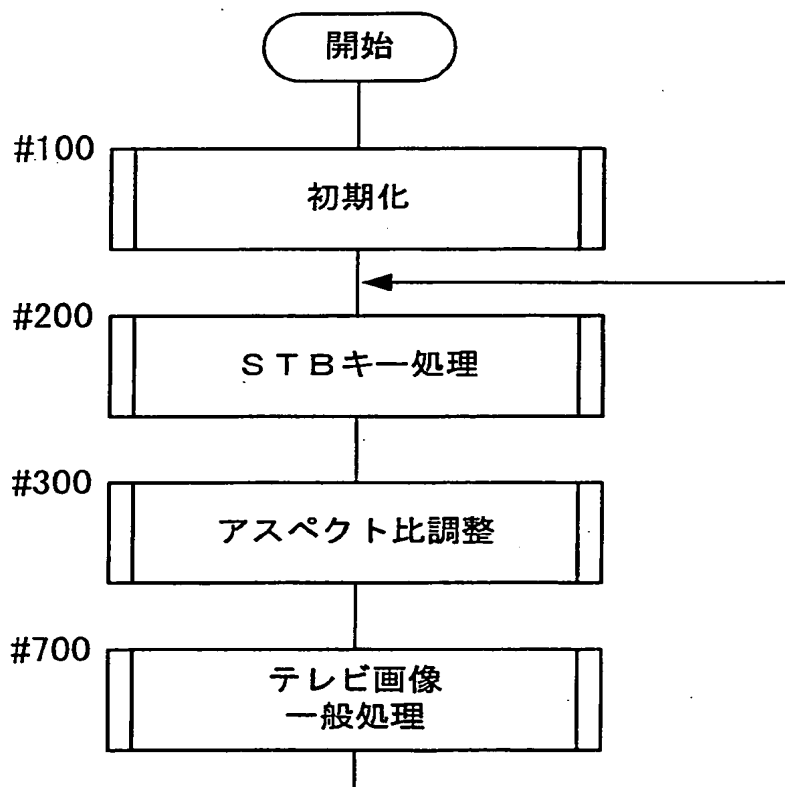 開始
#100
初期化
#200
STBキー処理
#300
アスペクト比調整
#700
テレビ画像
一般処理